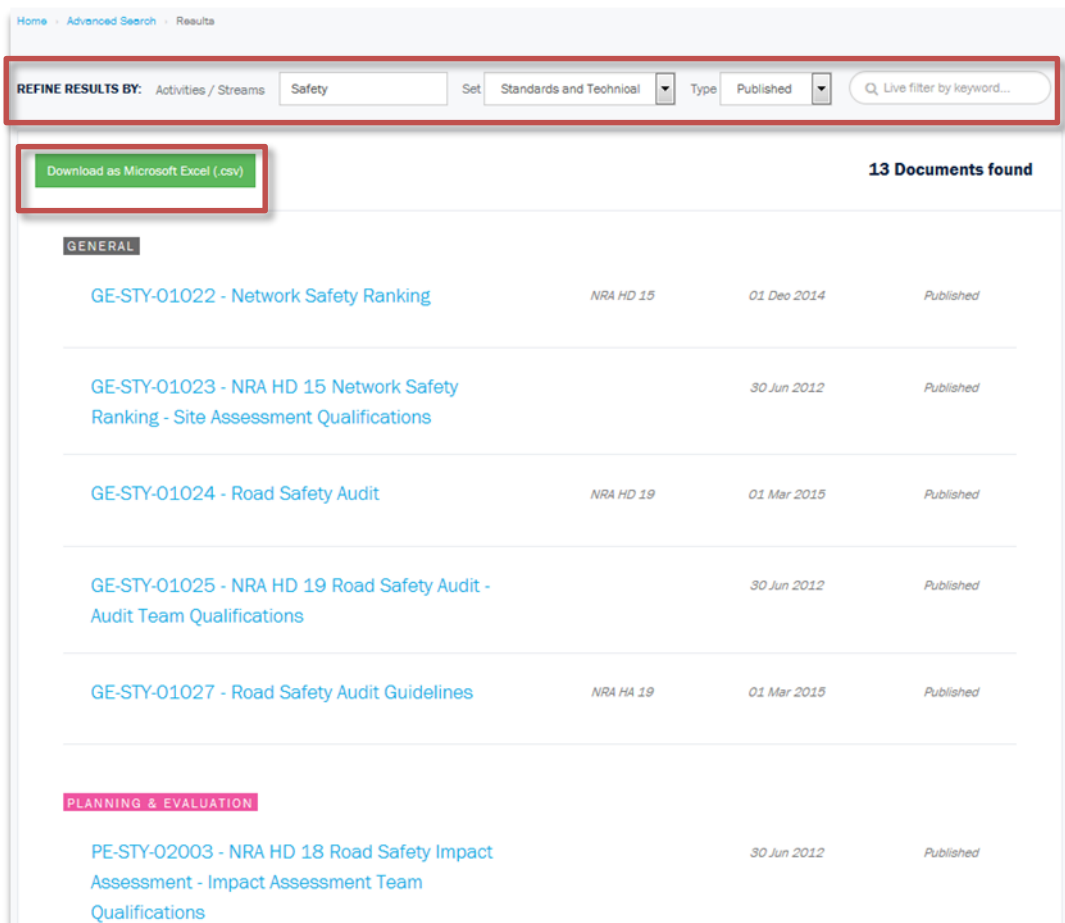 Home › Advanced Search › Results
REFINE RESULTS BY: Activities / Streams Safety Set Standards and Technical Type Published Live filter by keyword...
Download as Microsoft Excel (.csv) 13 Documents found
GENERAL
GE-STY-01022 - Network Safety Ranking NRA HD 15 01 Dec 2014 Published
GE-STY-01023 - NRA HD 15 Network Safety 30 Jun 2012 Published
Ranking - Site Assessment Qualifications
GE-STY-01024 - Road Safety Audit NRA HD 19 01 Mar 2015 Published
GE-STY-01025 - NRA HD 19 Road Safety Audit - 30 Jun 2012 Published
Audit Team Qualifications
GE-STY-01027 - Road Safety Audit Guidelines NRA HA 19 01 Mar 2015 Published
PLANNING & EVALUATION
PE-STY-02003 - NRA HD 18 Road Safety Impact 30 Jun 2012 Published
Assessment - Impact Assessment Team
Qualifications